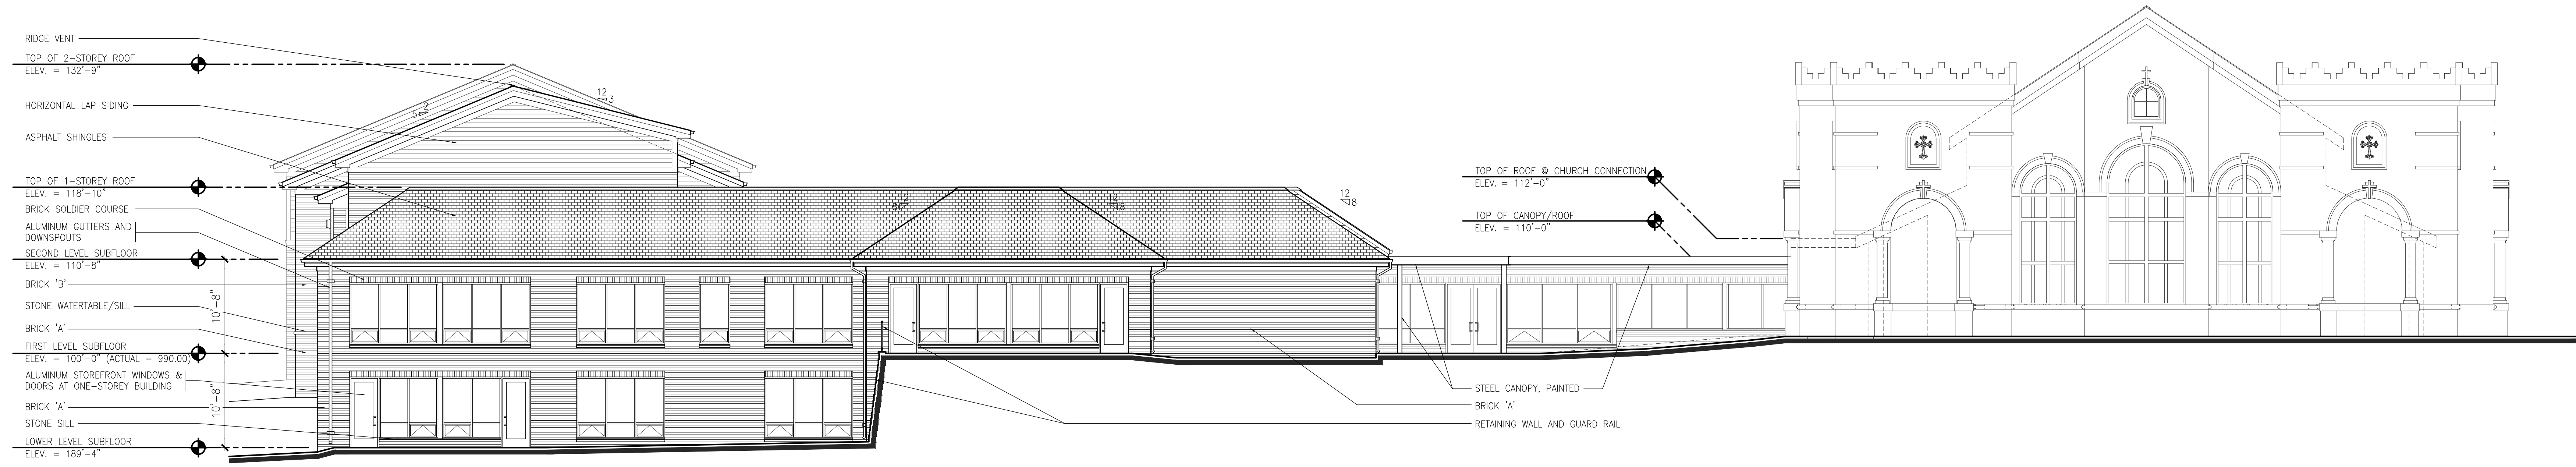 RIDGE VENT
TOP OF 2-STOREY ROOF
ELEV. = 132'-9"
HORIZONTAL LAP SIDING
ASPHALT SHINGLES
TOP OF 1-STOREY ROOF
ELEV. = 118'-10"
BRICK SOLDIER COURSE
ALUMINUM GUTTERS AND
DOWNSPOUTS
SECOND LEVEL SUBFLOOR
ELEV. = 110'-8"
BRICK 'B'
STONE WATERTABLE/SILL
BRICK 'A'
FIRST LEVEL SUBFLOOR
ELEV. = 100'-0" (ACTUAL = 990.00)
ALUMINUM STOREFRONT WINDOWS &
DOORS AT ONE-STOREY BUILDING
BRICK 'A'
STONE SILL
LOWER LEVEL SUBFLOOR
ELEV. = 189'-4"
10'-8"
10'-8"
12
5
12
3
12
8
12
8
12
8
TOP OF ROOF @ CHURCH CONNECTION
ELEV. = 112'-0"
TOP OF CANOPY/ROOF
ELEV. = 110'-0"
STEEL CANOPY, PAINTED
BRICK 'A'
RETAINING WALL AND GUARD RAIL